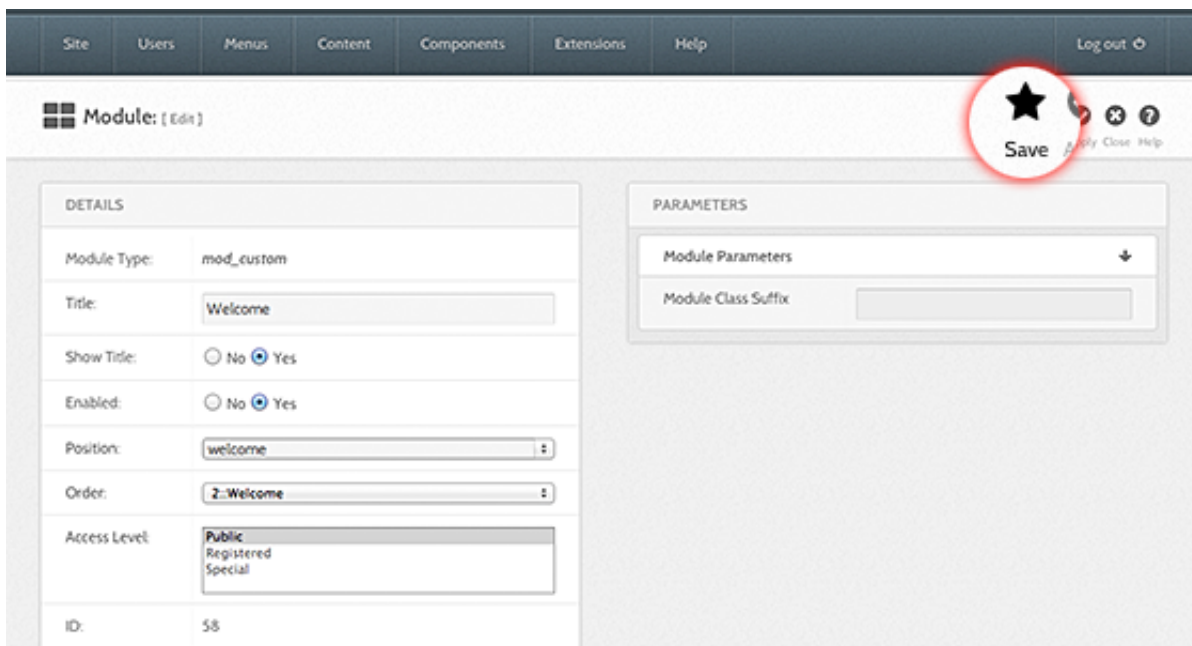 Site Users Menus Content Components Extensions Help Log out
Module: [ Edit ]
Save Apply Close Help
DETAILS
Module Type: mod_custom
Title: Welcome
Show Title: No Yes
Enabled: No Yes
Position: welcome
Order: 2::Welcome
Access Level: Public
Registered
Special
ID: 58
PARAMETERS
Module Parameters
Module Class Suffix